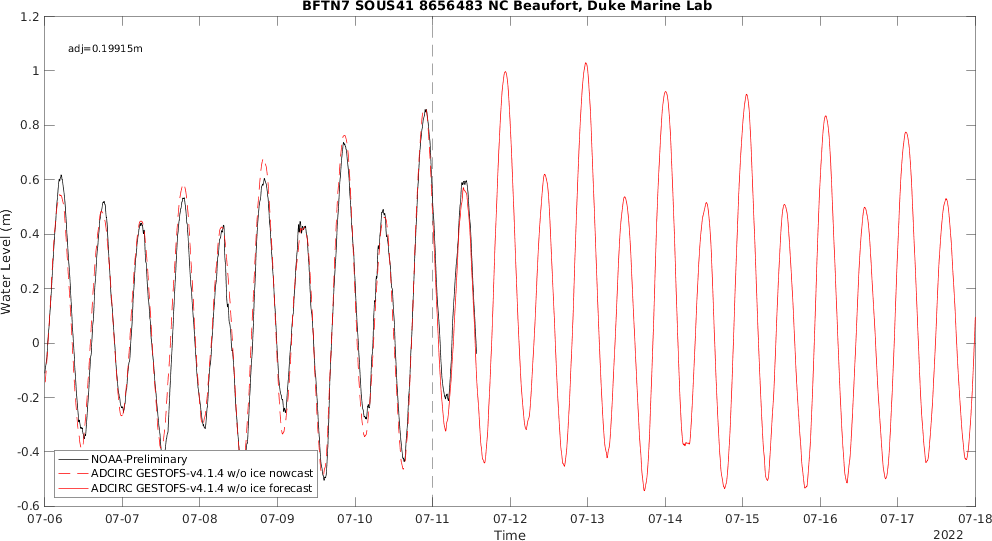 BFTN7 SOUS41 8656483 NC Beaufort, Duke Marine Lab
1.2
adj=0.19915m
1
0.8
0.6
0.4
0.2
0
-0.2
-0.4
-0.6
Water Level (m)
NOAA-Preliminary
ADCIRC GESTOFS-v4.1.4 w/o ice nowcast
ADCIRC GESTOFS-v4.1.4 w/o ice forecast
07-06 07-07 07-08 07-09 07-10 07-11 07-12 07-13 07-14 07-15 07-16 07-17 07-18
Time
2022